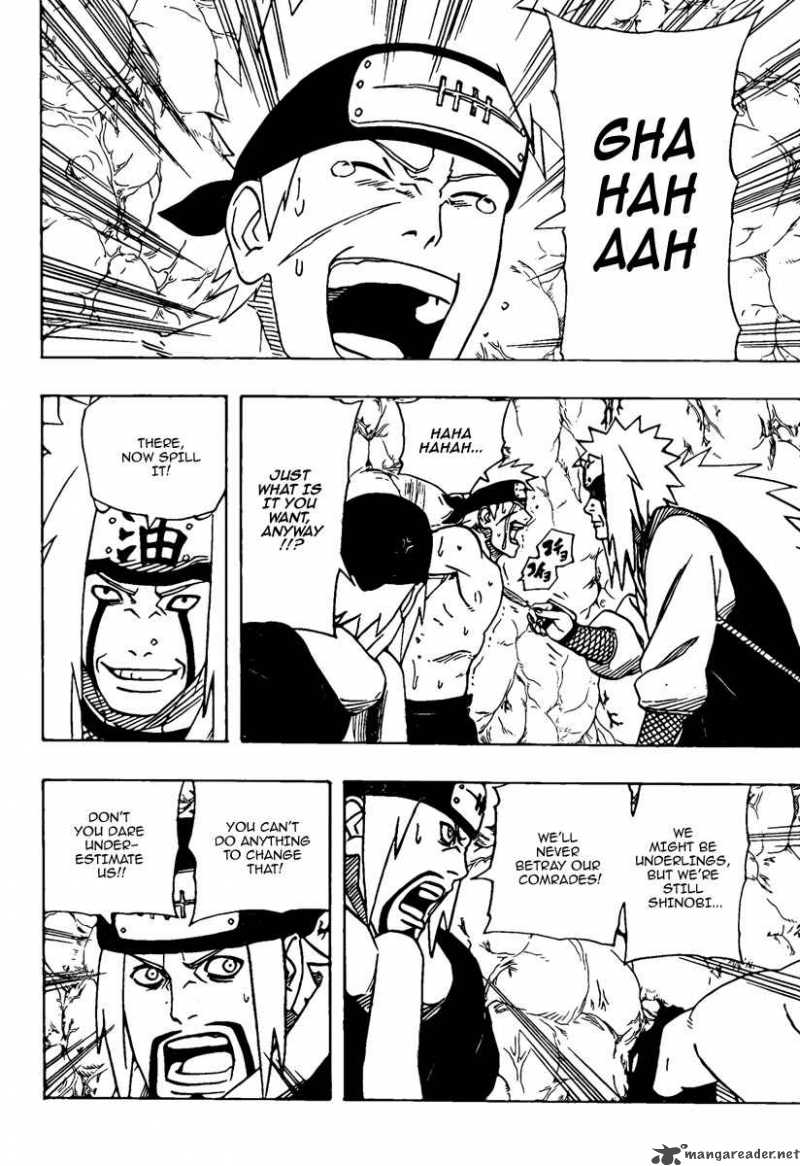 GHA
HAH
AAH
HAHA
HAHAH...
JUST
WHAT IS
IT YOU
WANT,
ANYWAY
!!?
THERE,
NOW SPILL
IT!
油
WE
MIGHT BE
UNDERLINGS,
BUT WE'RE
STILL
SHINOBI...
WE'LL
NEVER
BETRAY OUR
COMRADES!
YOU CAN'T
DO ANYTHING
TO CHANGE
THAT!
DON'T
YOU DARE
UNDER-
ESTIMATE
US!!
mangareader.net